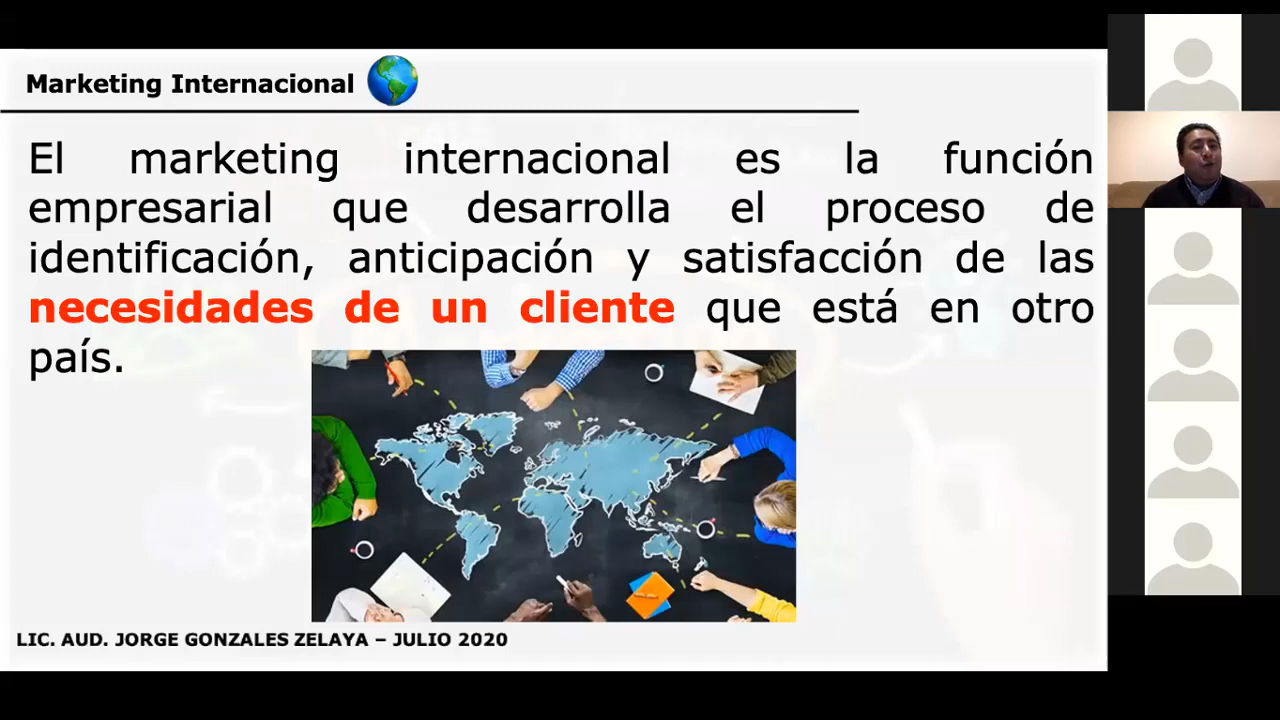 Marketing Internacional
El marketing internacional es la función
empresarial que desarrolla el proceso de
identificación, anticipación y satisfacción de las
necesidades de un cliente que está en otro
país.
LIC. AUD. JORGE GONZALES ZELAYA – JULIO 2020